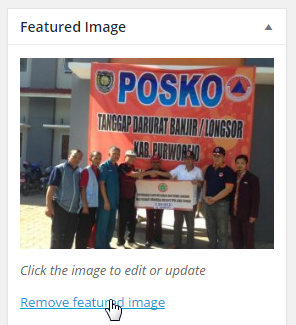 Featured Image
POSKO
TANGGAP DARURAT BANJIR / LONGSOR
KAB. PURWOREJO
Click the image to edit or update
Remove featured image